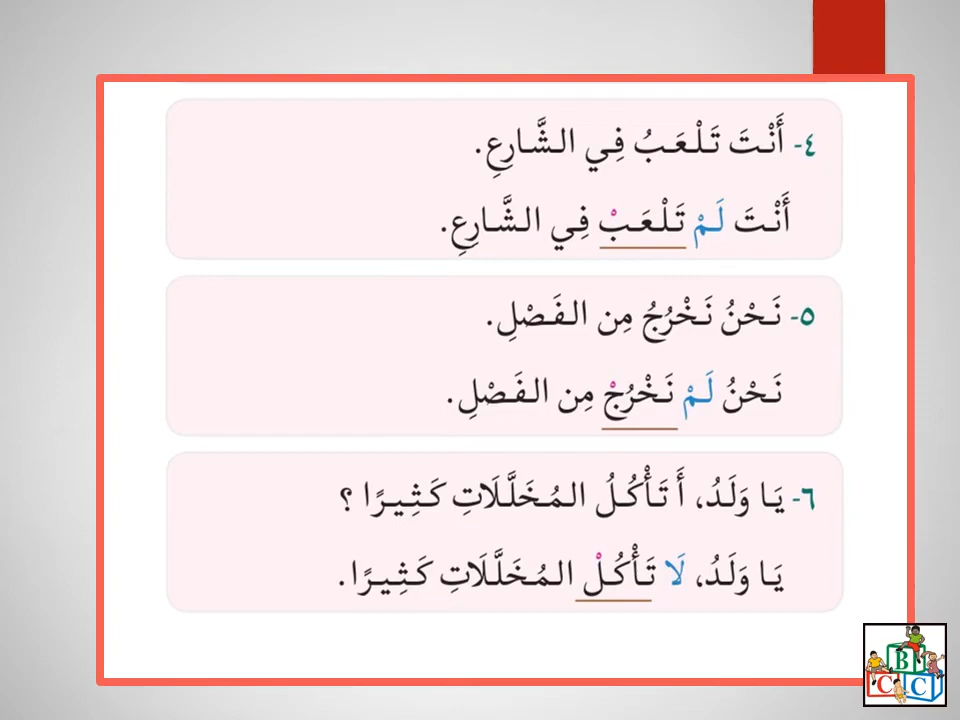 ٤- أَنْتَ تَلْعَبُ فِي الشَّارِعِ.
أَنْتَ لَمْ تَلْعَبْ فِي الشَّارِعِ.
٥- نَحْنُ نَخْرُجُ مِن الفَصْلِ.
نَحْنُ لَمْ نَخْرُجْ مِن الفَصْلِ.
٦- يَا وَلَدُ، أَ تَأْكُلُ المُخَلَّلَاتِ كَثِيرًا ؟
يَا وَلَدُ، لَا تَأْكُلْ المُخَلَّلَاتِ كَثِيرًا.
B
C C